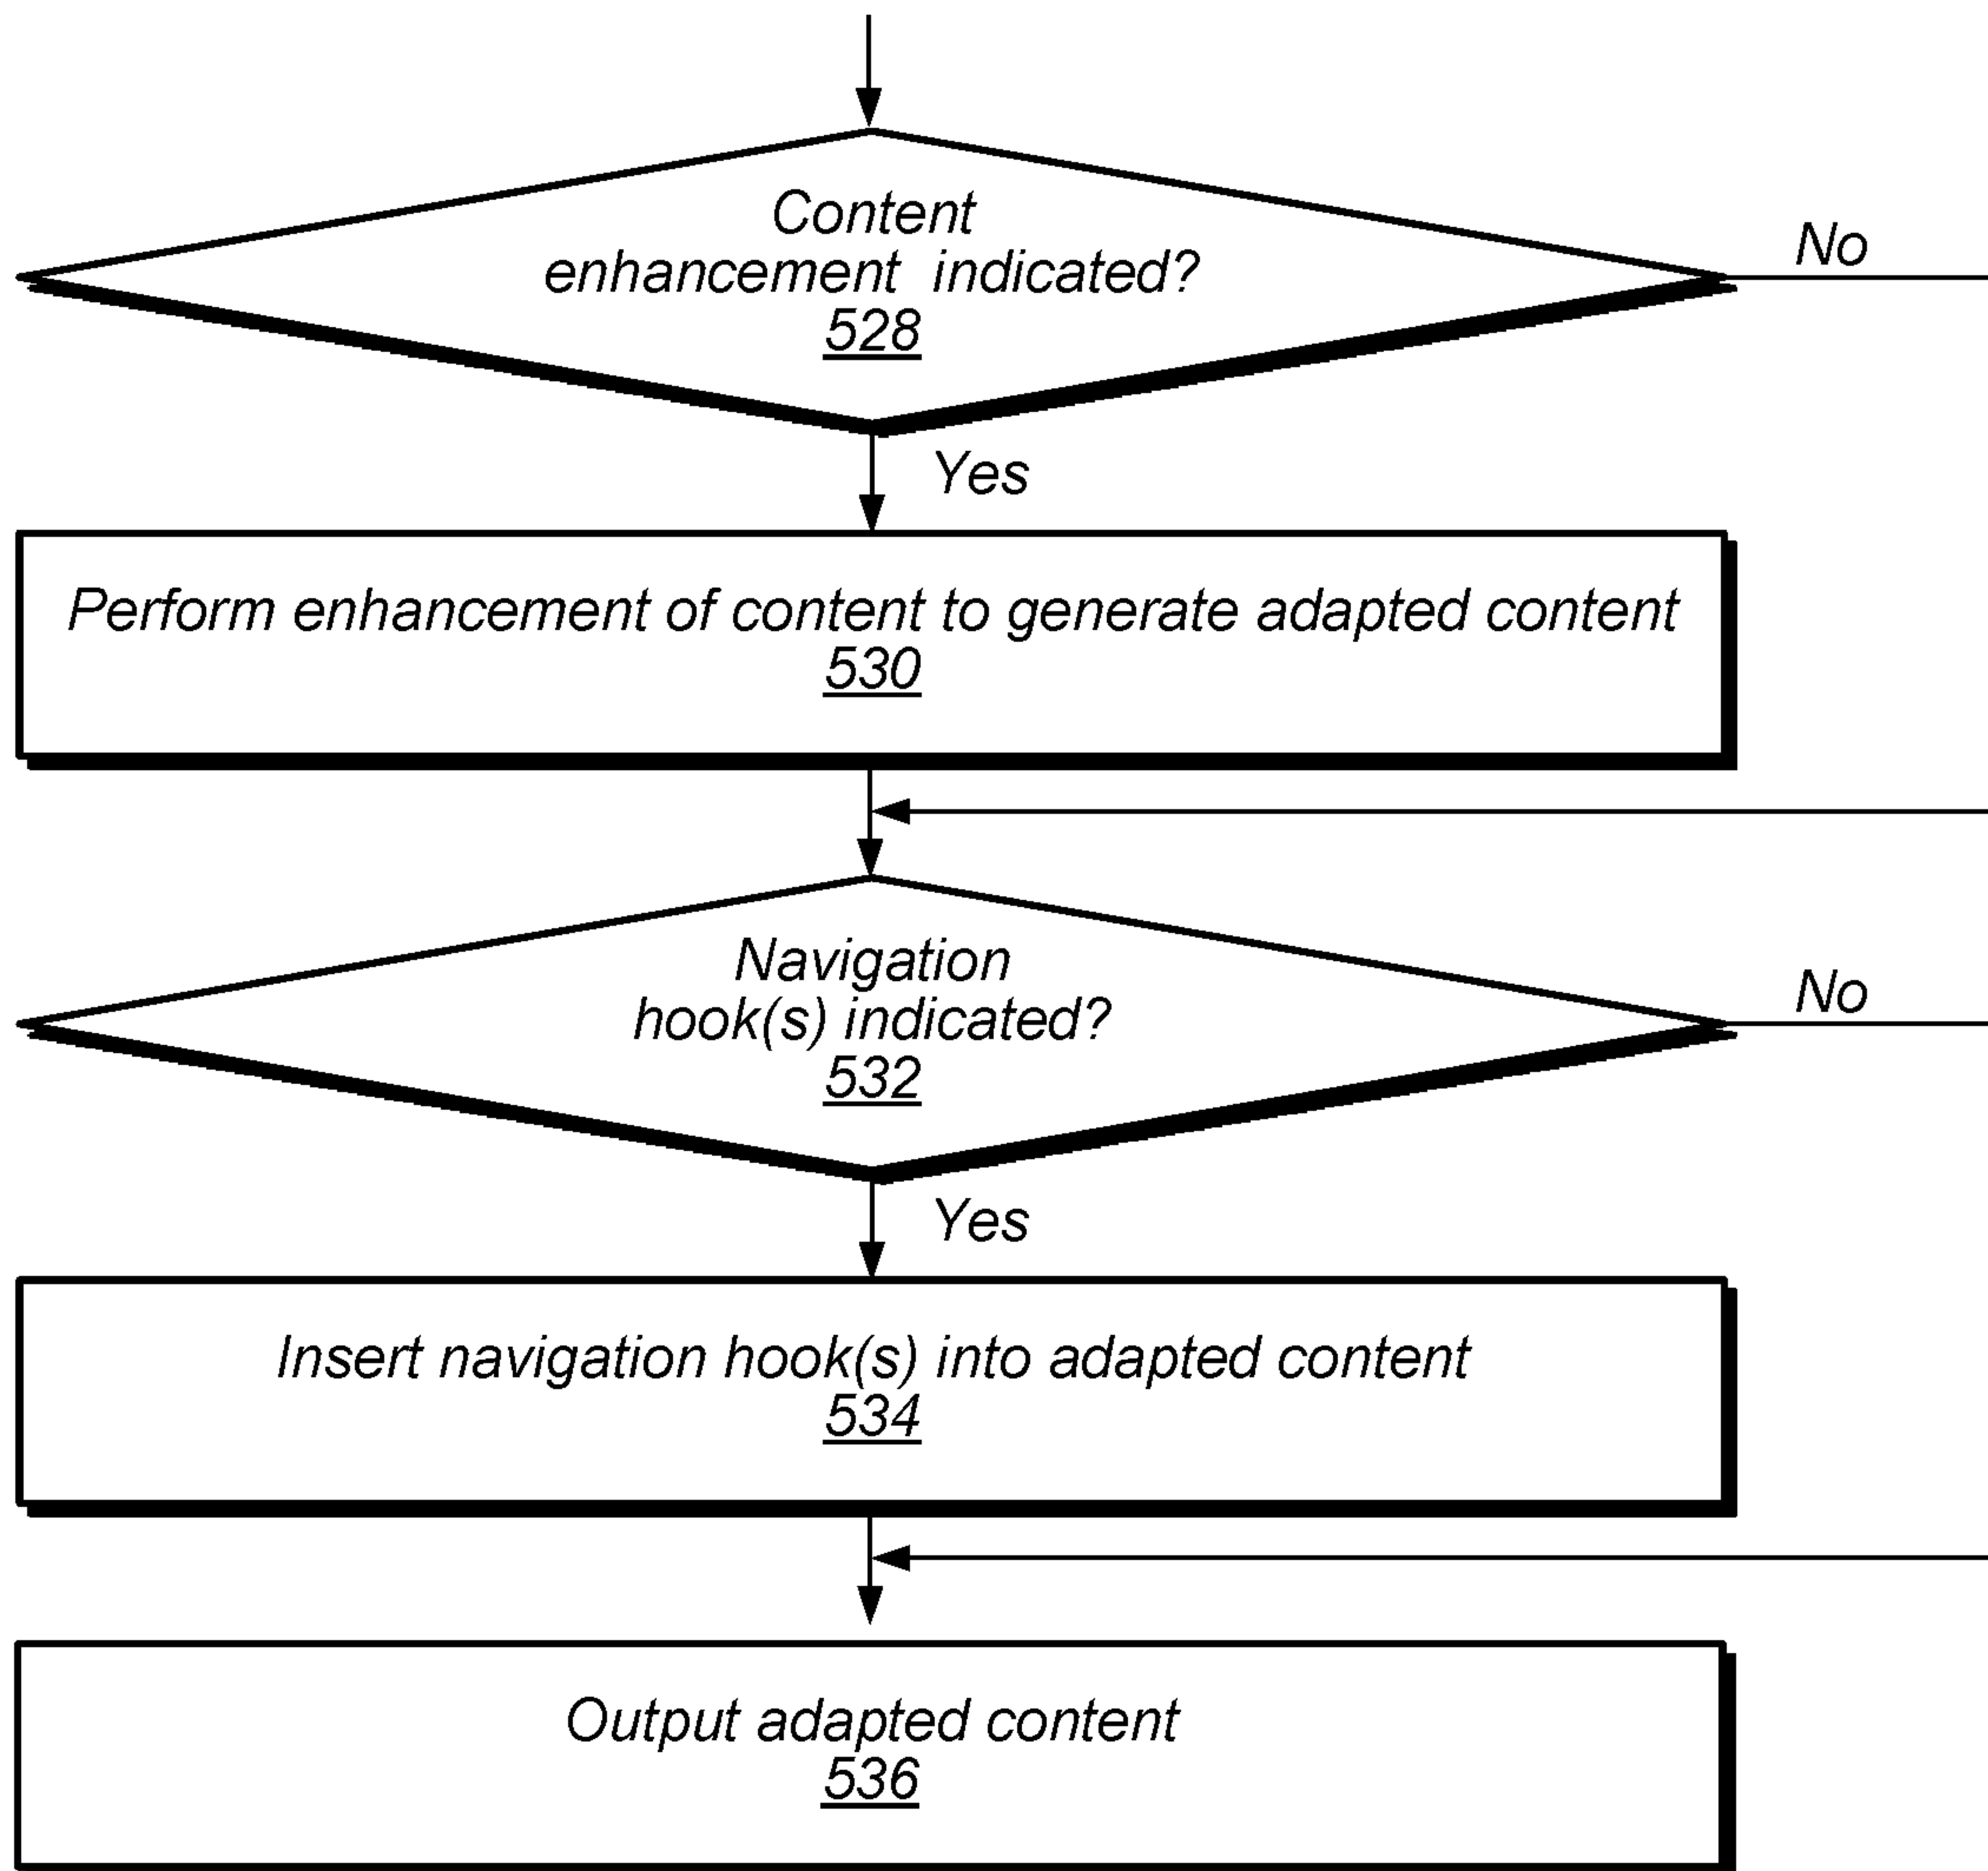 Content
enhancement indicated?
528
No
Yes
Perform enhancement of content to generate adapted content
530
Navigation
hook(s) indicated?
532
No
Yes
Insert navigation hook(s) into adapted content
534
Output adapted content
536